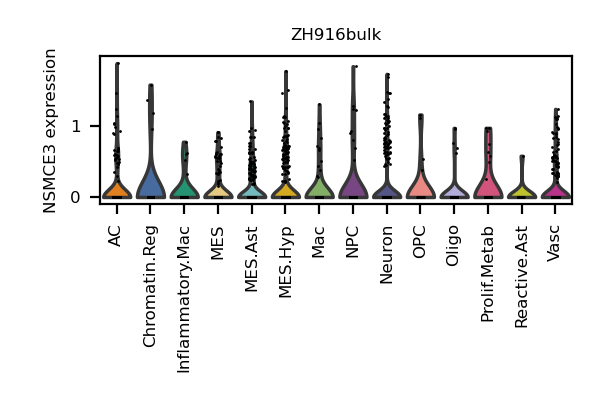 ZH916bulk
NSMCE3 expression
1
0
AC
Chromatin.Reg
Inflammatory.Mac
MES
MES.Ast
MES.Hyp
Mac
NPC
Neuron
OPC
Oligo
Prolif.Metab
Reactive.Ast
Vasc